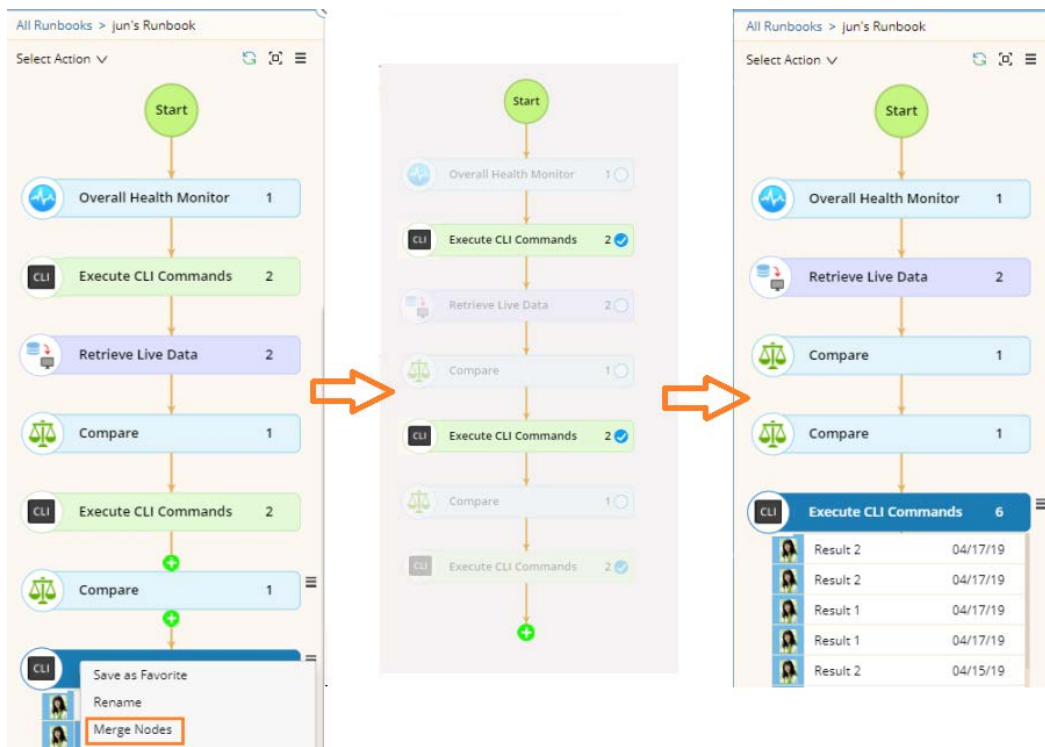 All Runbooks > jun's Runbook
Select Action
Start
Overall Health Monitor 1
CLI Execute CLI Commands 2
Retrieve Live Data 2
Compare 1
CLI Execute CLI Commands 2
Compare 1
CLI
Save as Favorite
Rename
Merge Nodes
Start
Overall Health Monitor 1
CLI Execute CLI Commands 2
Retrieve Live Data 2
Compare 1
CLI Execute CLI Commands 2
Compare 1
CLI Execute CLI Commands 2
All Runbooks > jun's Runbook
Select Action
Start
Overall Health Monitor 1
Retrieve Live Data 2
Compare 1
Compare 1
CLI Execute CLI Commands 6
Result 2 04/17/19
Result 2 04/17/19
Result 1 04/17/19
Result 1 04/17/19
Result 2 04/15/19